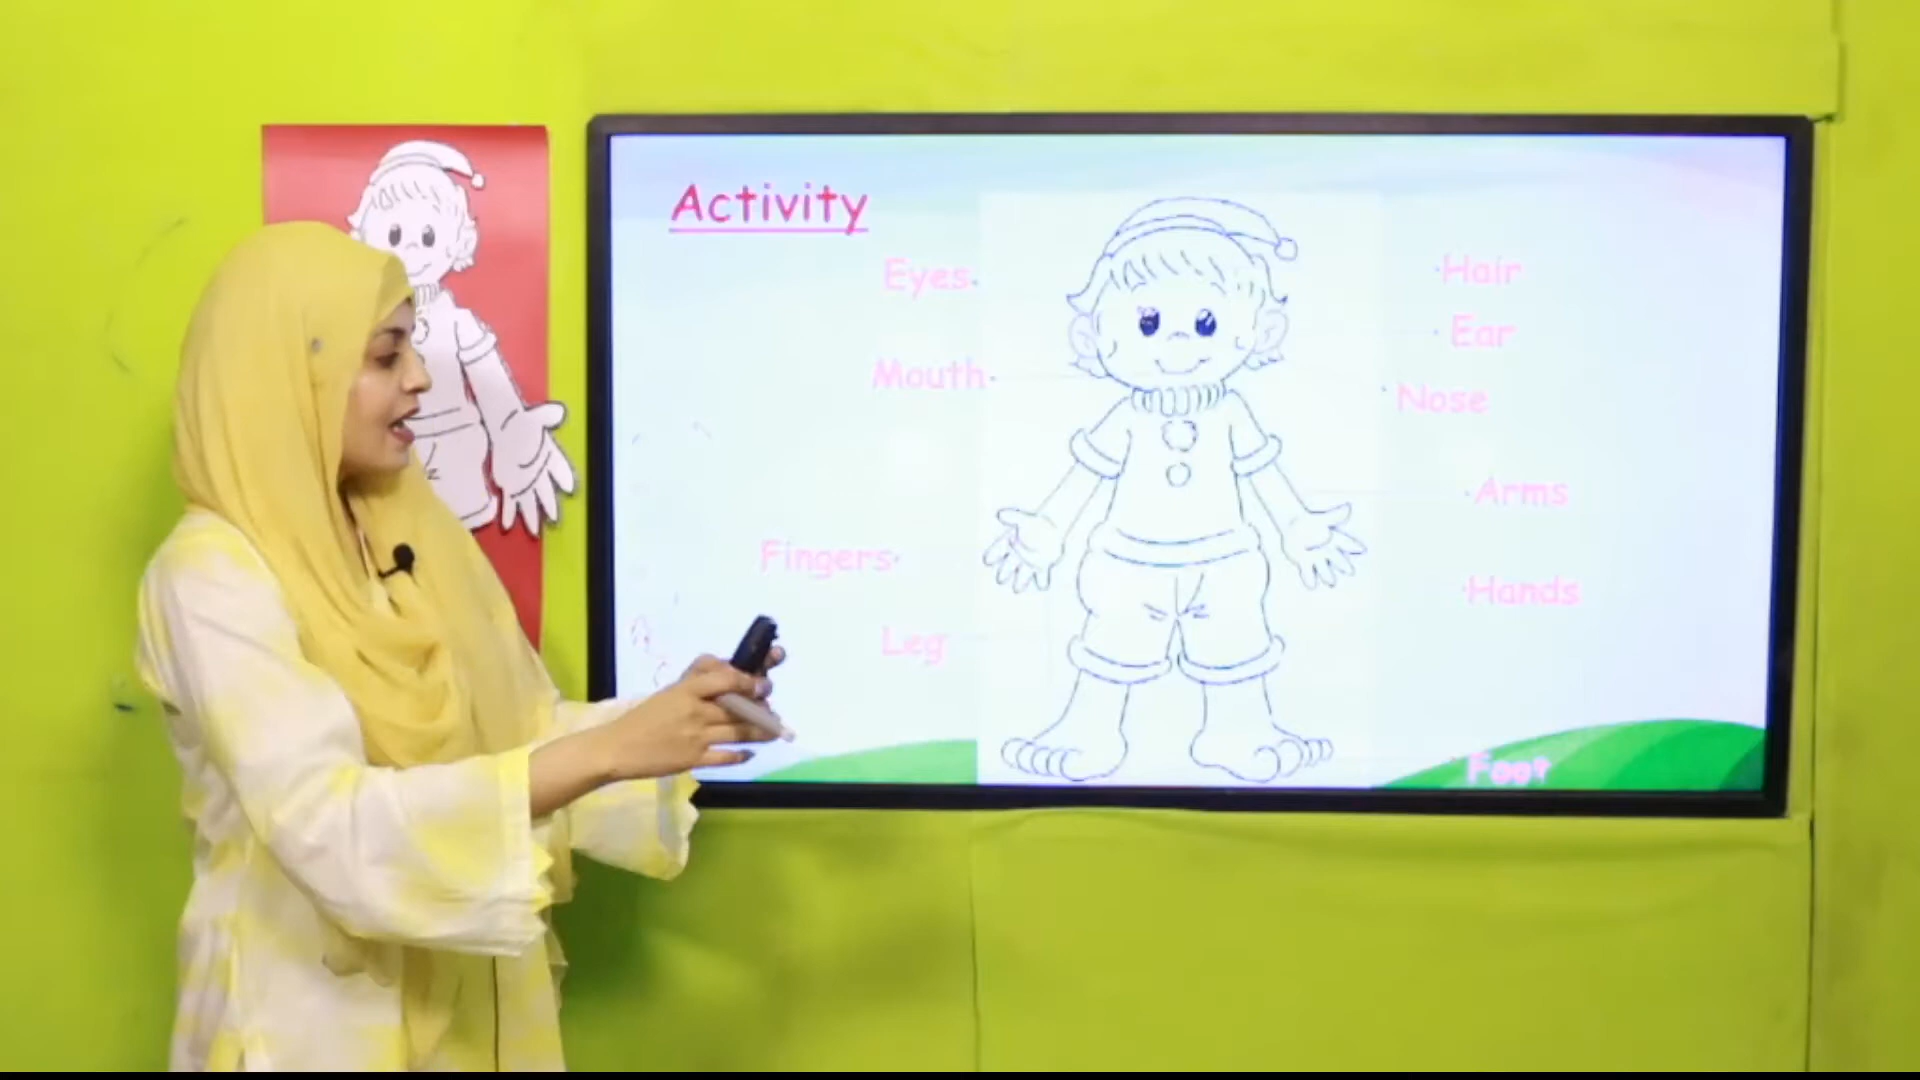 Activity
Eyes
Hair
Ear
Mouth
Nose
Arms
Fingers
Hands
Leg
Foot